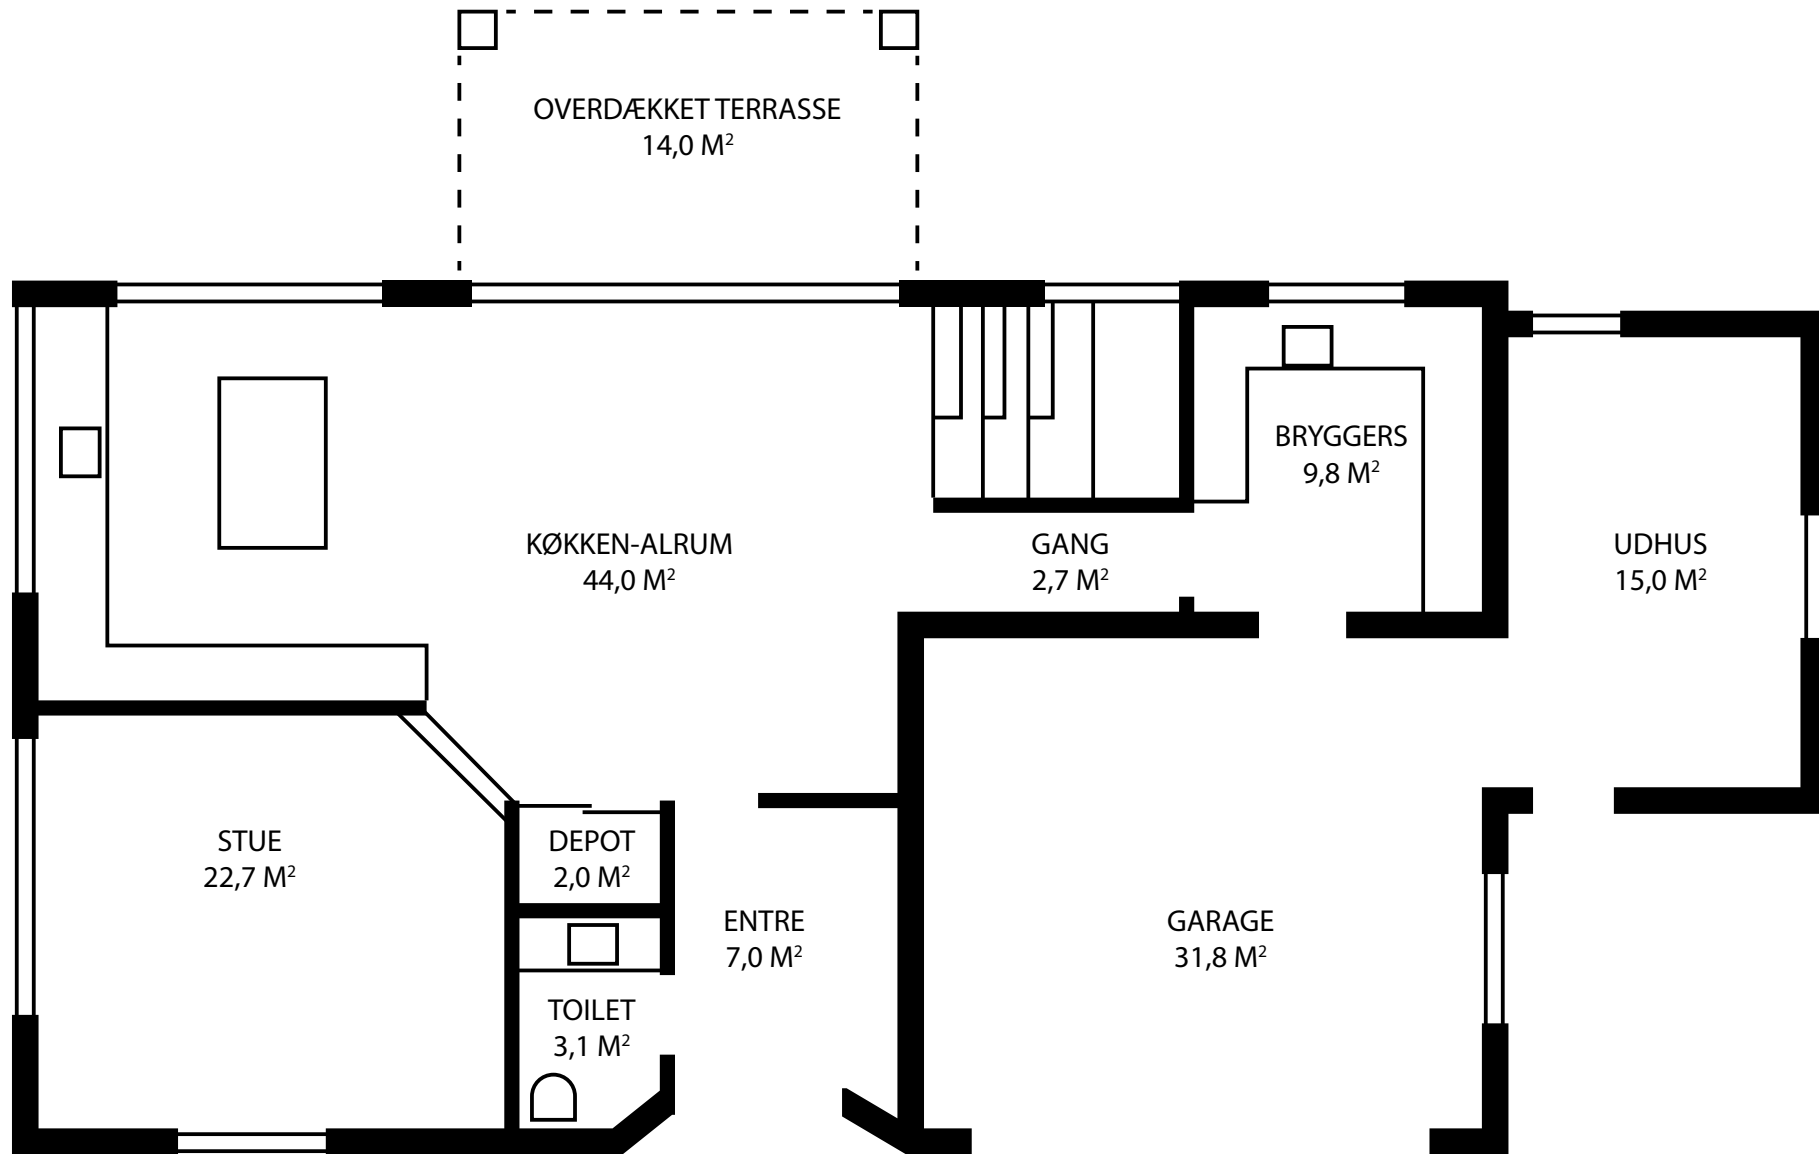 OVERDÆKKET TERRASSE
14,0 M²
BRYGGERS
9,8 M²
KØKKEN-ALRUM
44,0 M²
GANG
2,7 M²
UDHUS
15,0 M²
STUE
22,7 M²
DEPOT
2,0 M²
ENTRE
7,0 M²
GARAGE
31,8 M²
TOILET
3,1 M²